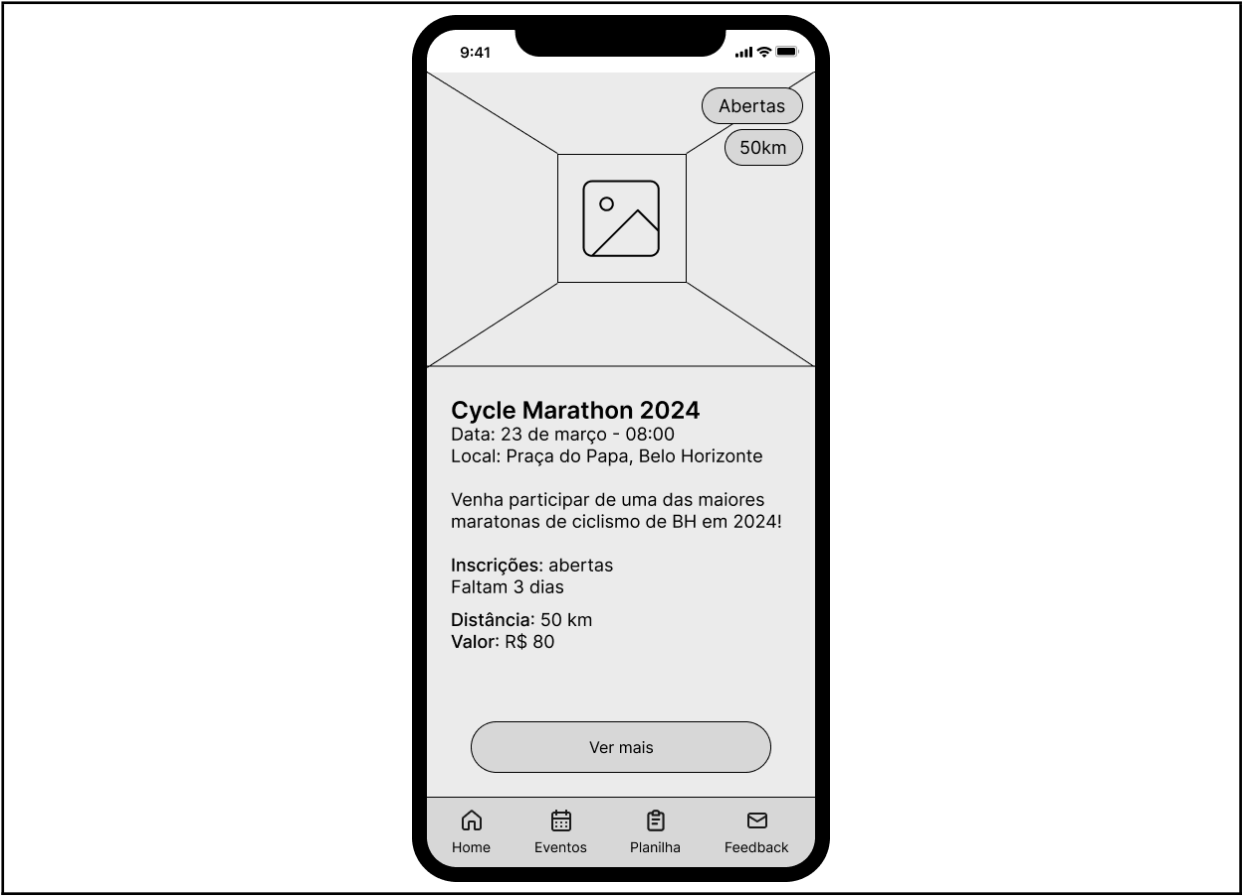 9:41
Abertas
50km
Cycle Marathon 2024
Data: 23 de março - 08:00
Local: Praça do Papa, Belo Horizonte
Venha participar de uma das maiores
maratonas de ciclismo de BH em 2024!
Inscrições: abertas
Faltam 3 dias
Distância: 50 km
Valor: R$ 80
Ver mais
Home Eventos Planilha Feedback